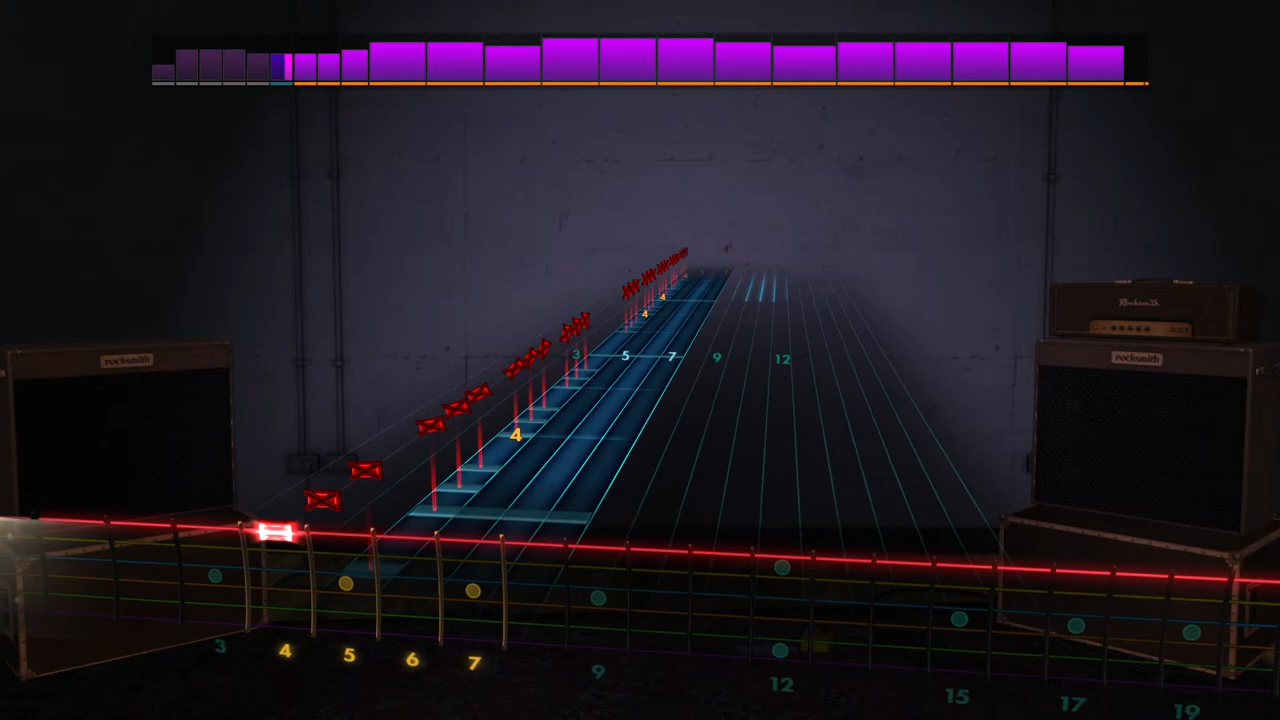 Rocksmith
rocksmith
rocksmith
4
4
3 5 7 9 12
4
3 4 5 6 7 9 12 15 17 19